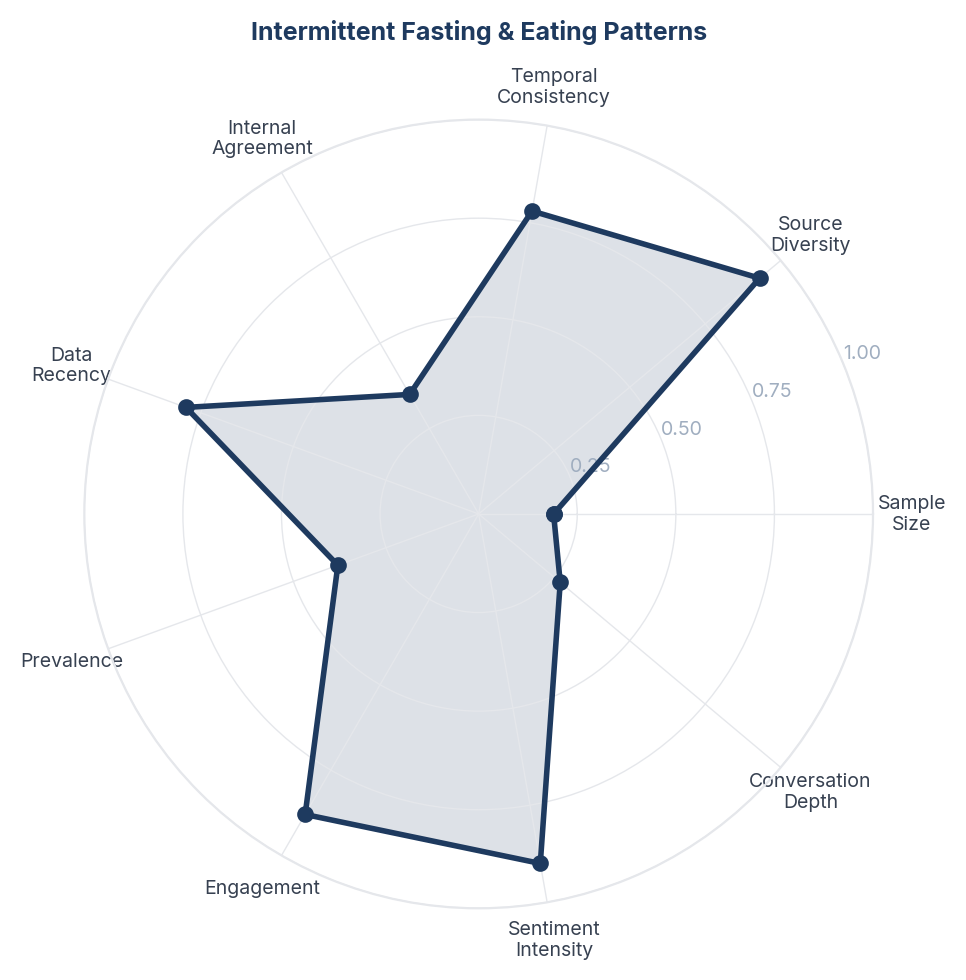 Intermittent Fasting & Eating Patterns
Temporal
Consistency
Internal
Agreement
Source
Diversity
Data
Recency
1.00
0.75
0.50
0.25
Sample
Size
Prevalence
Conversation
Depth
Engagement
Sentiment
Intensity